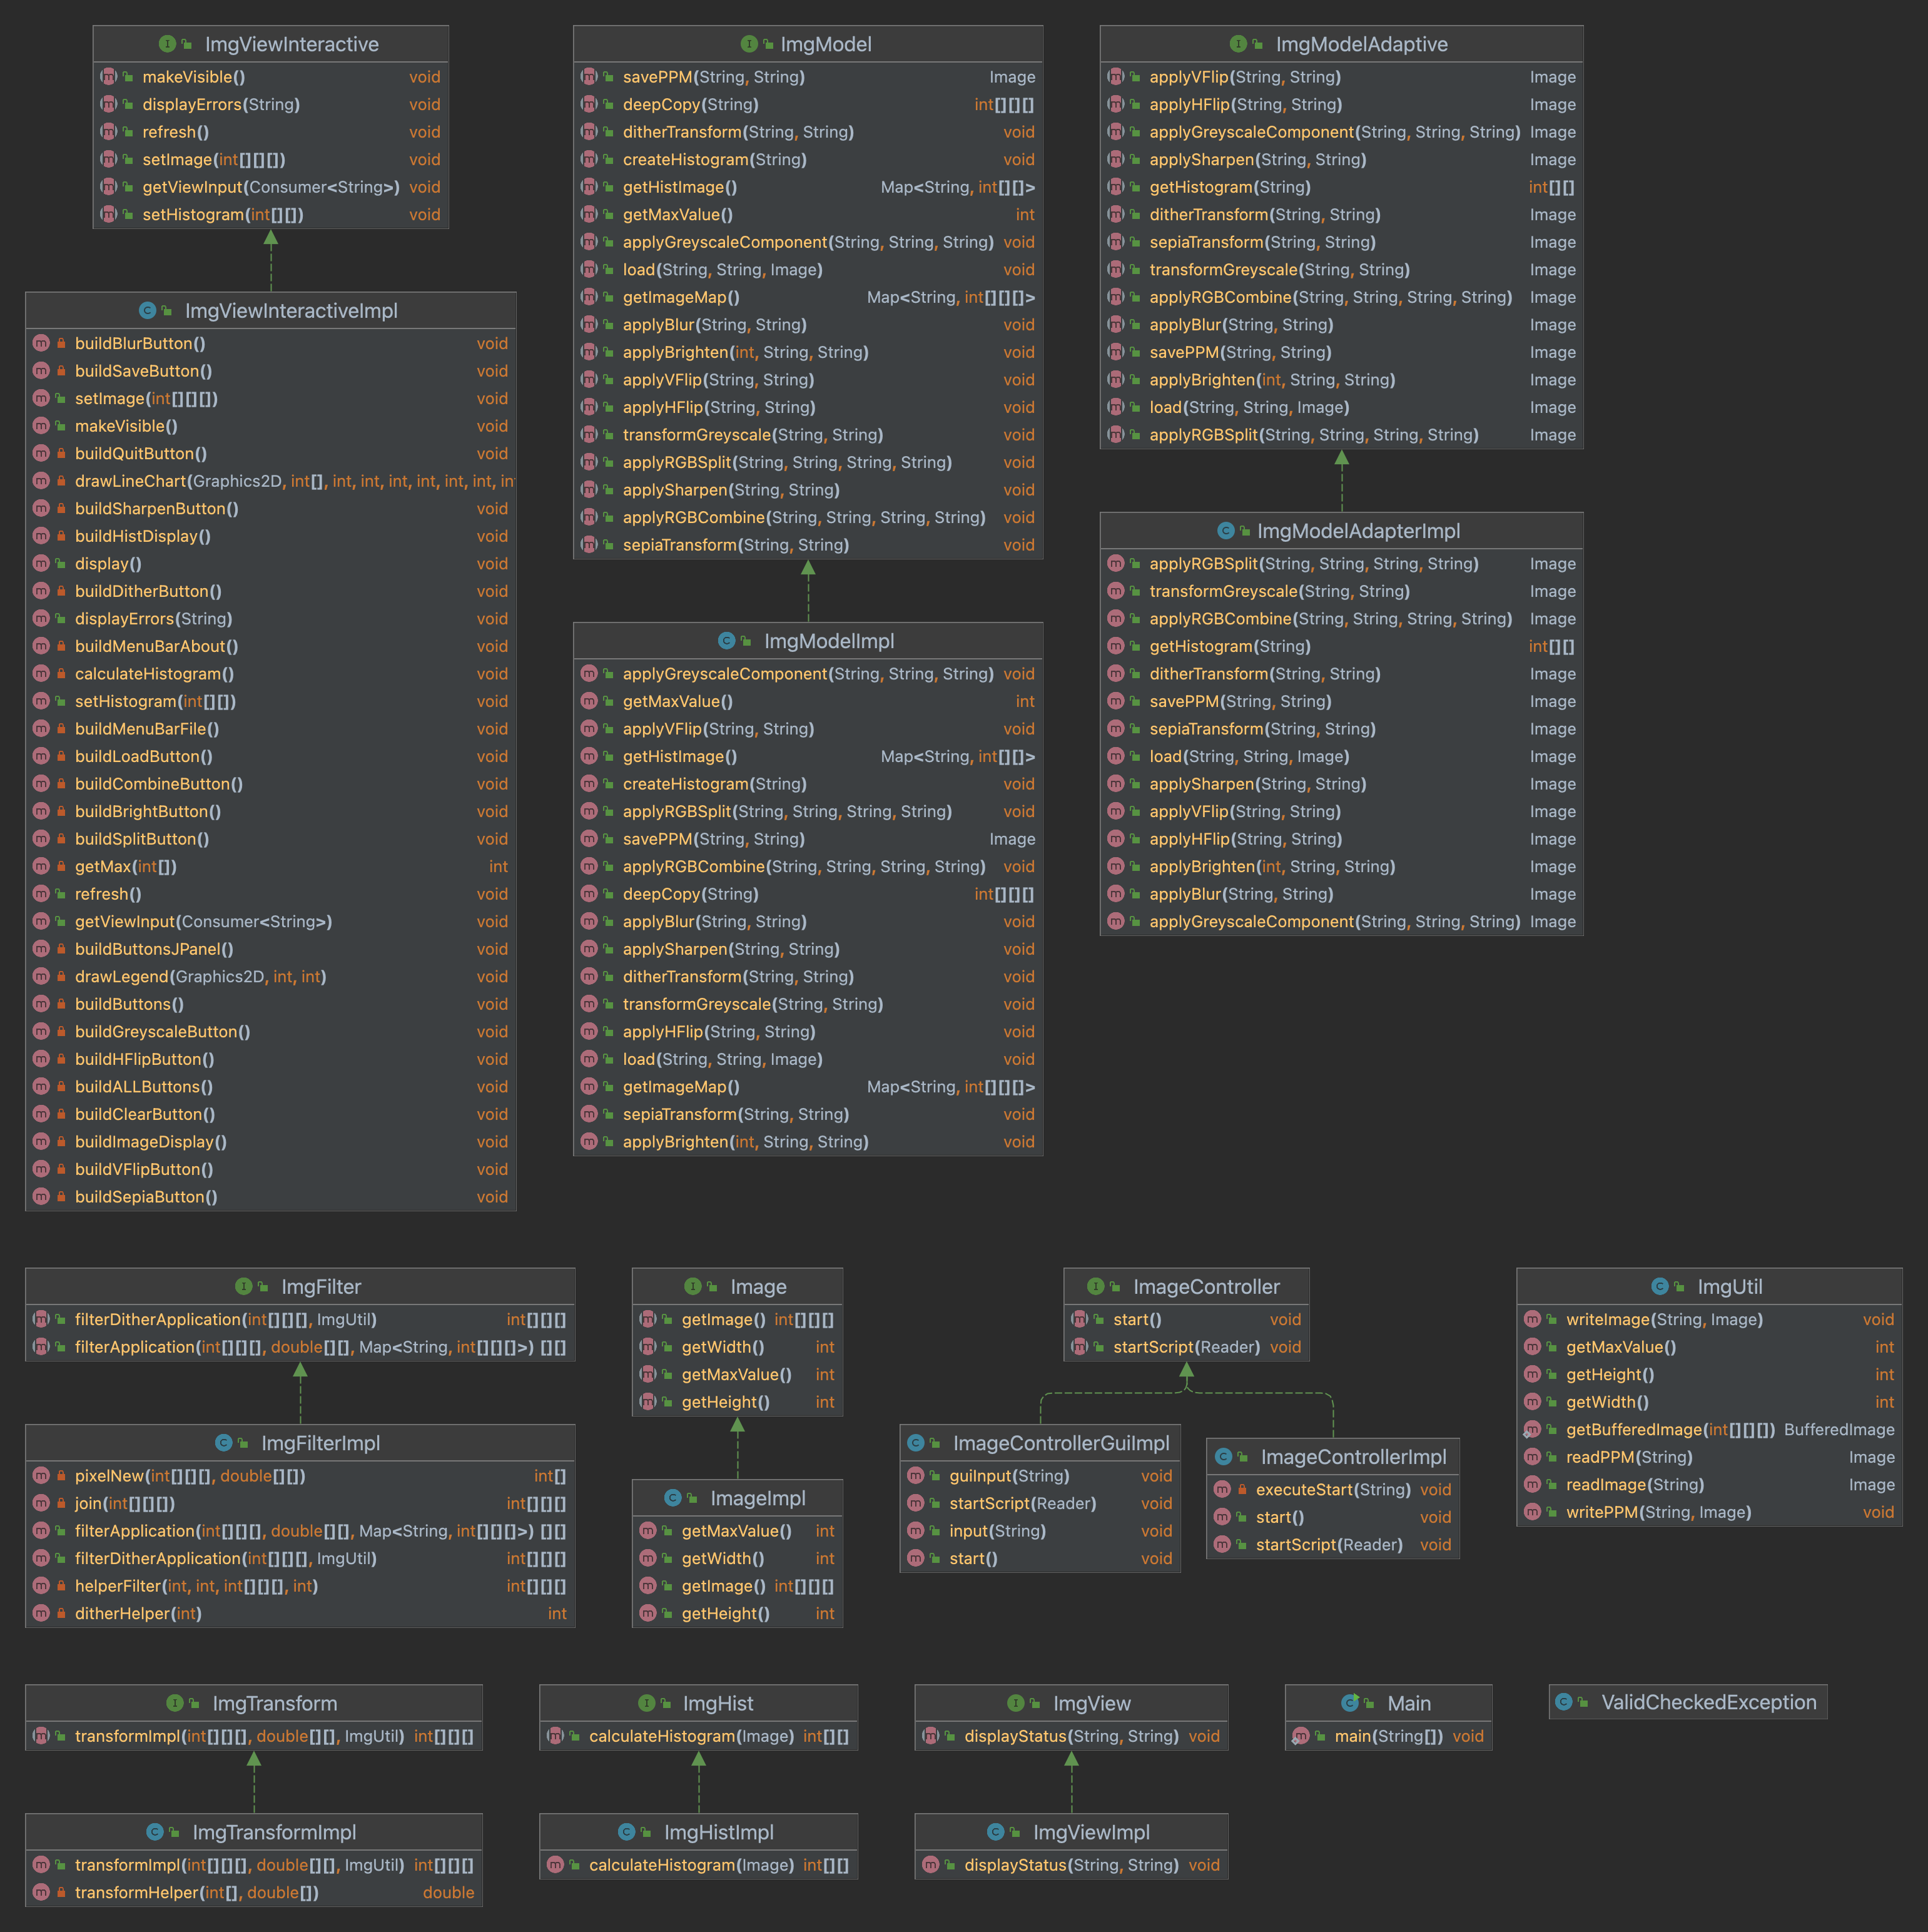 ImgViewInteractive
makeVisible() void
displayErrors(String) void
refresh() void
setImage(int[][][]) void
getViewInput(Consumer<String>) void
setHistogram(int[][]) void
ImgViewInteractiveImpl
buildBlurButton() void
buildSaveButton() void
setImage(int[][][]) void
makeVisible() void
buildQuitButton() void
drawLineChart(Graphics2D, int[], int, int, int, int, int, int, in
buildSharpenButton() void
buildHistDisplay() void
display() void
buildDitherButton() void
displayErrors(String) void
buildMenuBarAbout() void
calculateHistogram() void
setHistogram(int[][]) void
buildMenuBarFile() void
buildLoadButton() void
buildCombineButton() void
buildBrightButton() void
buildSplitButton() void
getMax(int[]) int
refresh() void
getViewInput(Consumer<String>) void
buildButtonsJPanel() void
drawLegend(Graphics2D, int, int) void
buildButtons() void
buildGreyscaleButton() void
buildHFlipButton() void
buildALLButtons() void
buildClearButton() void
buildImageDisplay() void
buildVFlipButton() void
buildSepiaButton() void
ImgModel
savePPM(String, String) Image
deepCopy(String) int[][][]
ditherTransform(String, String) void
createHistogram(String) void
getHistImage() Map<String, int[][]>
getMaxValue() int
applyGreyscaleComponent(String, String, String) void
load(String, String, Image) void
getImageMap() Map<String, int[][][]>
applyBlur(String, String) void
applyBrighten(int, String, String) void
applyVFlip(String, String) void
applyHFlip(String, String) void
transformGreyscale(String, String) void
applyRGBSplit(String, String, String, String) void
applySharpen(String, String) void
applyRGBCombine(String, String, String, String) void
sepiaTransform(String, String) void
ImgModelImpl
applyGreyscaleComponent(String, String, String) void
getMaxValue() int
applyVFlip(String, String) void
getHistImage() Map<String, int[][]>
createHistogram(String) void
applyRGBSplit(String, String, String, String) void
savePPM(String, String) Image
applyRGBCombine(String, String, String, String) void
deepCopy(String) int[][][]
applyBlur(String, String) void
applySharpen(String, String) void
ditherTransform(String, String) void
transformGreyscale(String, String) void
applyHFlip(String, String) void
load(String, String, Image) void
getImageMap() Map<String, int[][][]>
sepiaTransform(String, String) void
applyBrighten(int, String, String) void
ImgModelAdaptive
applyVFlip(String, String) Image
applyHFlip(String, String) Image
applyGreyscaleComponent(String, String, String) Image
applySharpen(String, String) Image
getHistogram(String) int[][]
ditherTransform(String, String) Image
sepiaTransform(String, String) Image
transformGreyscale(String, String) Image
applyRGBCombine(String, String, String, String) Image
applyBlur(String, String) Image
savePPM(String, String) Image
applyBrighten(int, String, String) Image
load(String, String, Image) Image
applyRGBSplit(String, String, String, String) Image
ImgModelAdapterImpl
applyRGBSplit(String, String, String, String) Image
transformGreyscale(String, String) Image
applyRGBCombine(String, String, String, String) Image
getHistogram(String) int[][]
ditherTransform(String, String) Image
savePPM(String, String) Image
sepiaTransform(String, String) Image
load(String, String, Image) Image
applySharpen(String, String) Image
applyVFlip(String, String) Image
applyHFlip(String, String) Image
applyBrighten(int, String, String) Image
applyBlur(String, String) Image
applyGreyscaleComponent(String, String, String) Image
ImgFilter
filterDitherApplication(int[][][], ImgUtil) int[][][]
filterApplication(int[][][], double[][], Map<String, int[][][]>) [][]
ImgFilterImpl
pixelNew(int[][][], double[][]) int[]
join(int[][][]) int[][][]
filterApplication(int[][][], double[][], Map<String, int[][][]>) [][]
filterDitherApplication(int[][][], ImgUtil) int[][][]
helperFilter(int, int, int[][][], int) int[][][]
ditherHelper(int) int
Image
getImage() int[][][]
getWidth() int
getMaxValue() int
getHeight() int
ImageImpl
getMaxValue() int
getWidth() int
getImage() int[][][]
getHeight() int
ImageController
start() void
startScript(Reader) void
ImageControllerGuiImpl
guiInput(String) void
startScript(Reader) void
input(String) void
start() void
ImageControllerImpl
executeStart(String) void
start() void
startScript(Reader) void
ImgUtil
writeImage(String, Image) void
getMaxValue() int
getHeight() int
getWidth() int
getBufferedImage(int[][][]) BufferedImage
readPPM(String) Image
readImage(String) Image
writePPM(String, Image) void
ImgTransform
transformImpl(int[][][], double[][], ImgUtil) int[][][]
ImgTransformImpl
transformImpl(int[][][], double[][], ImgUtil) int[][][]
transformHelper(int[], double[]) double
ImgHist
calculateHistogram(Image) int[][]
ImgHistImpl
calculateHistogram(Image) int[][]
ImgView
displayStatus(String, String) void
ImgViewImpl
displayStatus(String, String) void
Main
main(String[]) void
ValidCheckedException